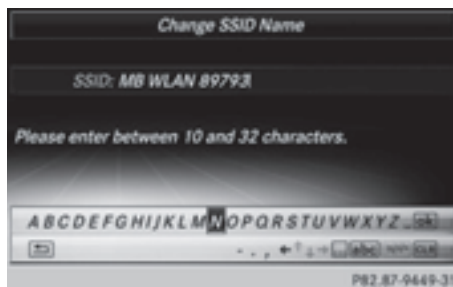 Change SSID Name
SSID: MB WLAN 89793
Please enter between 10 and 32 characters.
A B C D E F G H I J K L M N O P Q R S T U V W X Y Z _ ok
- . , ←↑↓→ abc CLR
P82.87-9449-31